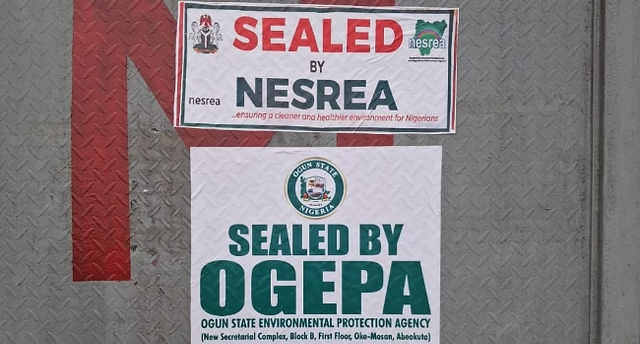 SEALED
BY
NESREA
nesrea
nesrea
...ensuring a cleaner and healthier environment for Nigerians
OGUN STATE
NIGERIA
SEALED BY
OGEPA
OGUN STATE ENVIRONMENTAL PROTECTION AGENCY
(New Secretarial Complex, Block B, First Floor, Oke-Mosan, Abeokuta)